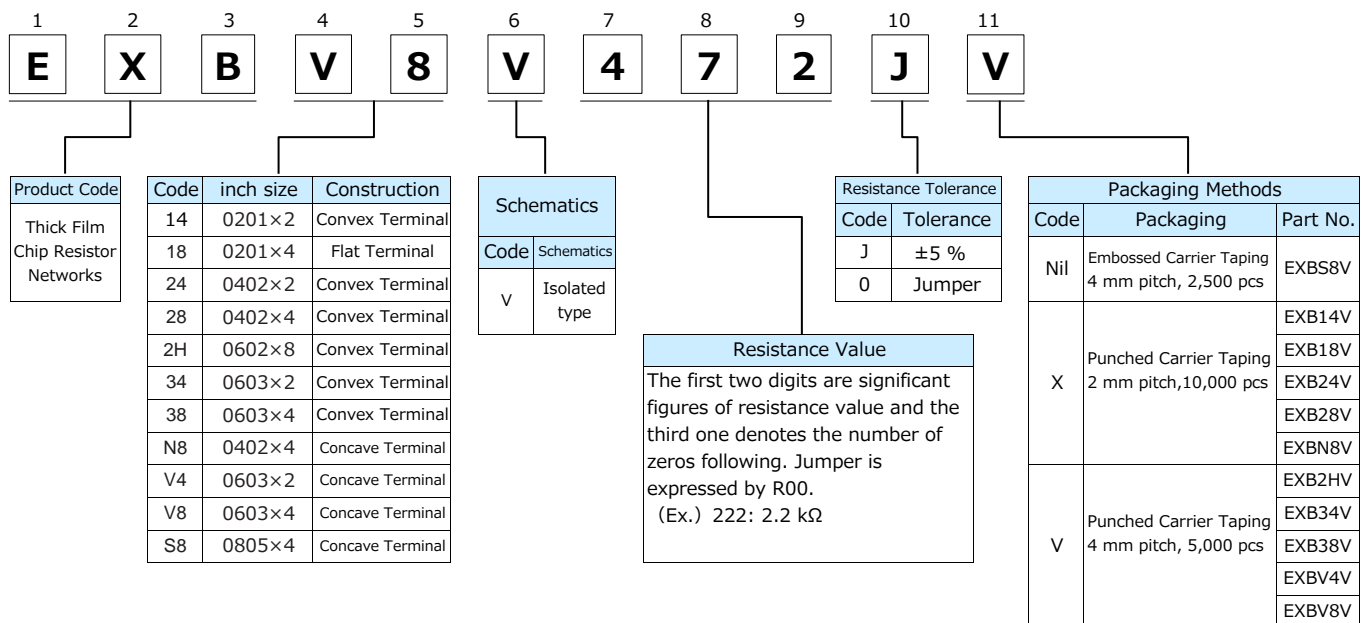 1 2 3 4 5 6 7 8 9 10 11
E X B V 8 V 4 7 2 J V
Product Code
Thick Film
Chip Resistor
Networks
Code inch size Construction
14 0201×2 Convex Terminal
18 0201×4 Flat Terminal
24 0402×2 Convex Terminal
28 0402×4 Convex Terminal
2H 0602×8 Convex Terminal
34 0603×2 Convex Terminal
38 0603×4 Convex Terminal
N8 0402×4 Concave Terminal
V4 0603×2 Concave Terminal
V8 0603×4 Concave Terminal
S8 0805×4 Concave Terminal
Schematics
Code Schematics
V Isolated
type
Resistance Value
The first two digits are significant
figures of resistance value and the
third one denotes the number of
zeros following. Jumper is
expressed by R00.
(Ex.) 222: 2.2 kΩ
Resistance Tolerance
Code Tolerance
J ±5 %
0 Jumper
Packaging Methods
Code Packaging Part No.
Nil Embossed Carrier Taping
4 mm pitch, 2,500 pcs EXBS8V
X Punched Carrier Taping
2 mm pitch,10,000 pcs
EXB14V
EXB18V
EXB24V
EXB28V
EXBN8V
V Punched Carrier Taping
4 mm pitch, 5,000 pcs
EXB2HV
EXB34V
EXB38V
EXBV4V
EXBV8V